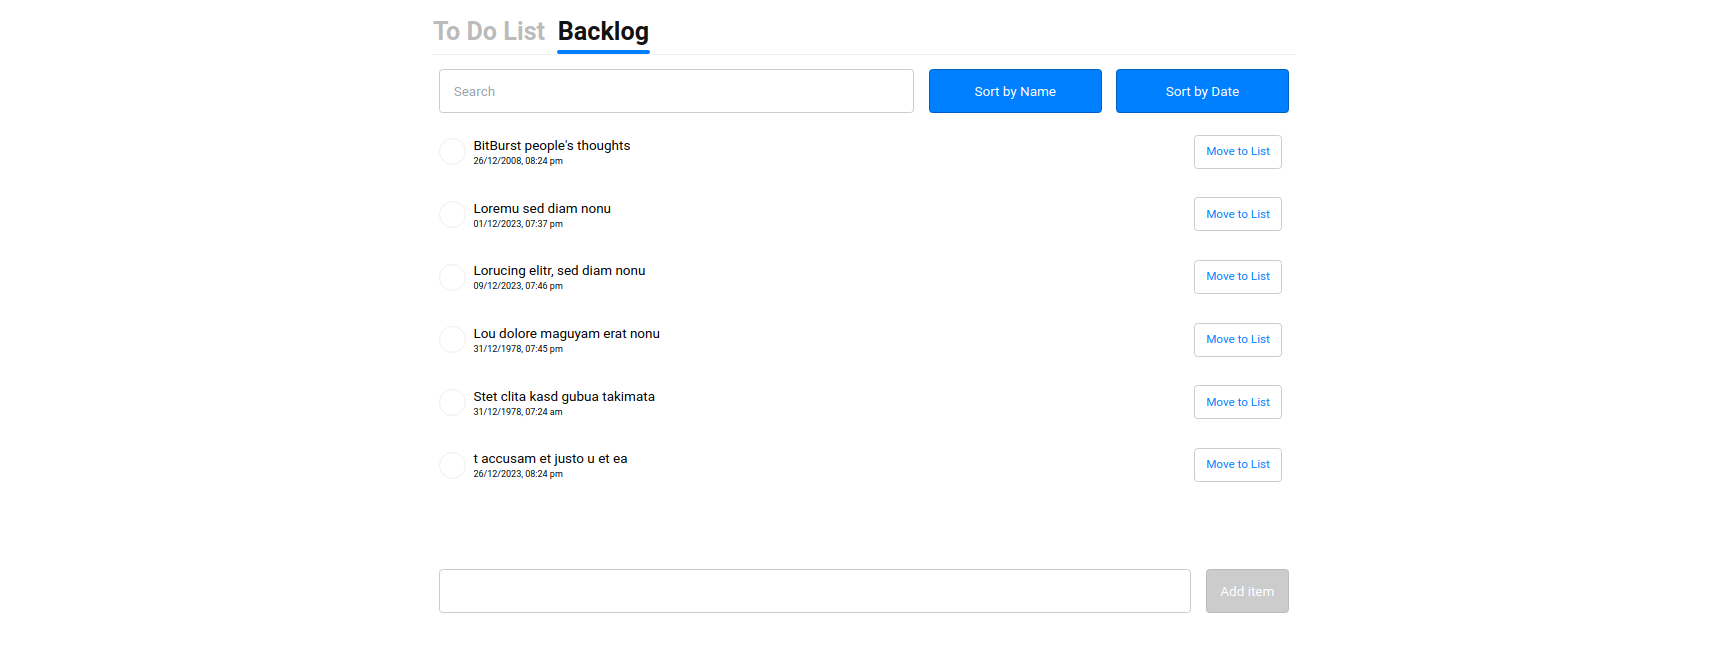 To Do List Backlog
Search Sort by Name Sort by Date
BitBurst people's thoughts
26/12/2008, 08:24 pm
Move to List
Loremu sed diam nonu
01/12/2023, 07:37 pm
Move to List
Lorucing elitr, sed diam nonu
09/12/2023, 07:46 pm
Move to List
Lou dolore maguyam erat nonu
31/12/1978, 07:45 pm
Move to List
Stet clita kasd gubua takimata
31/12/1978, 07:24 am
Move to List
t accusam et justo u et ea
26/12/2023, 08:24 pm
Move to List
Add item